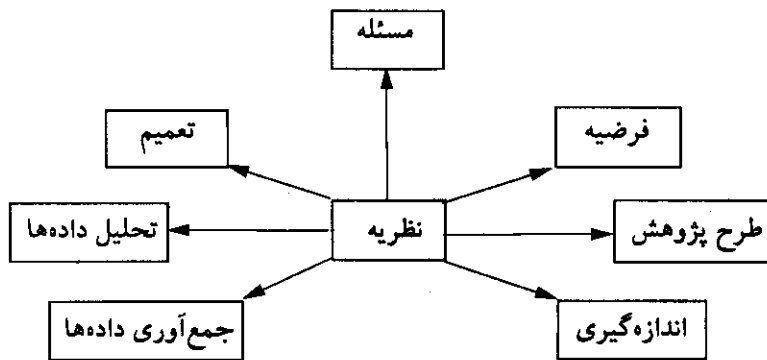 مسئله
تعمیم
فرضیه
تحلیل داده‌ها
نظریه
طرح پژوهش
جمع‌آوری داده‌ها
اندازه‌گیری